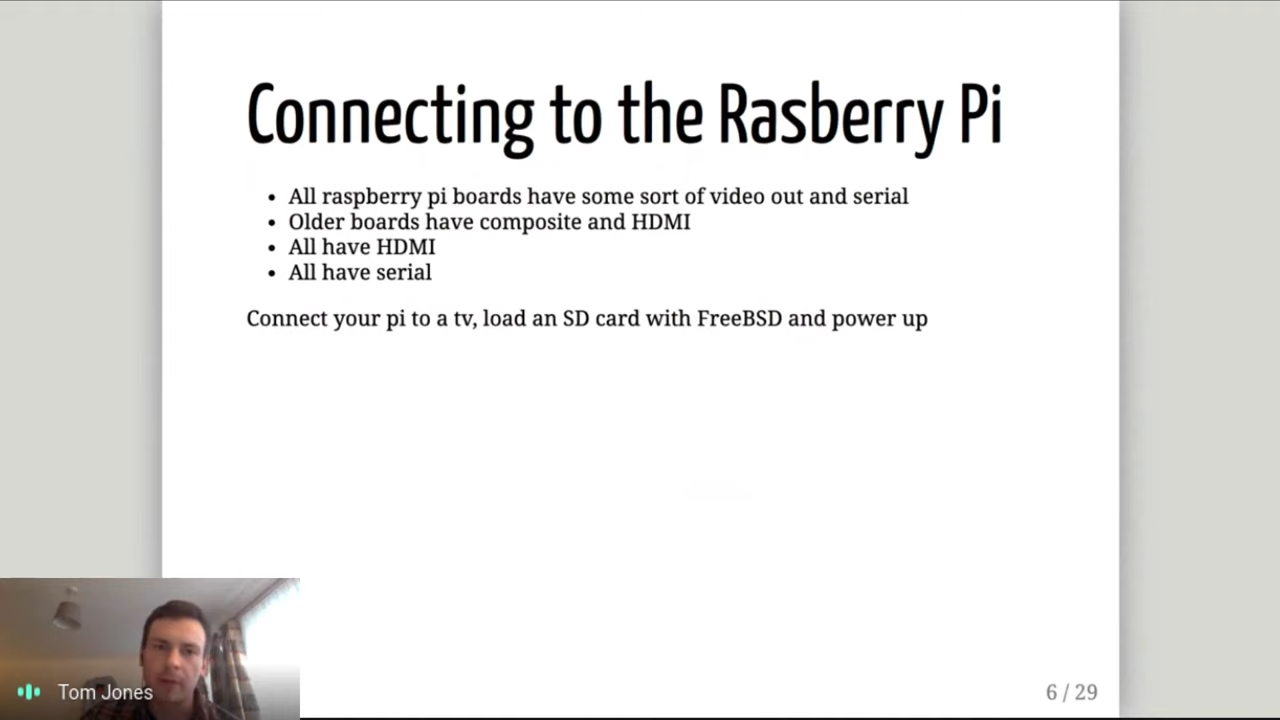 Connecting to the Rasberry Pi
• All raspberry pi boards have some sort of video out and serial
• Older boards have composite and HDMI
• All have HDMI
• All have serial
Connect your pi to a tv, load an SD card with FreeBSD and power up
Tom Jones
6 / 29